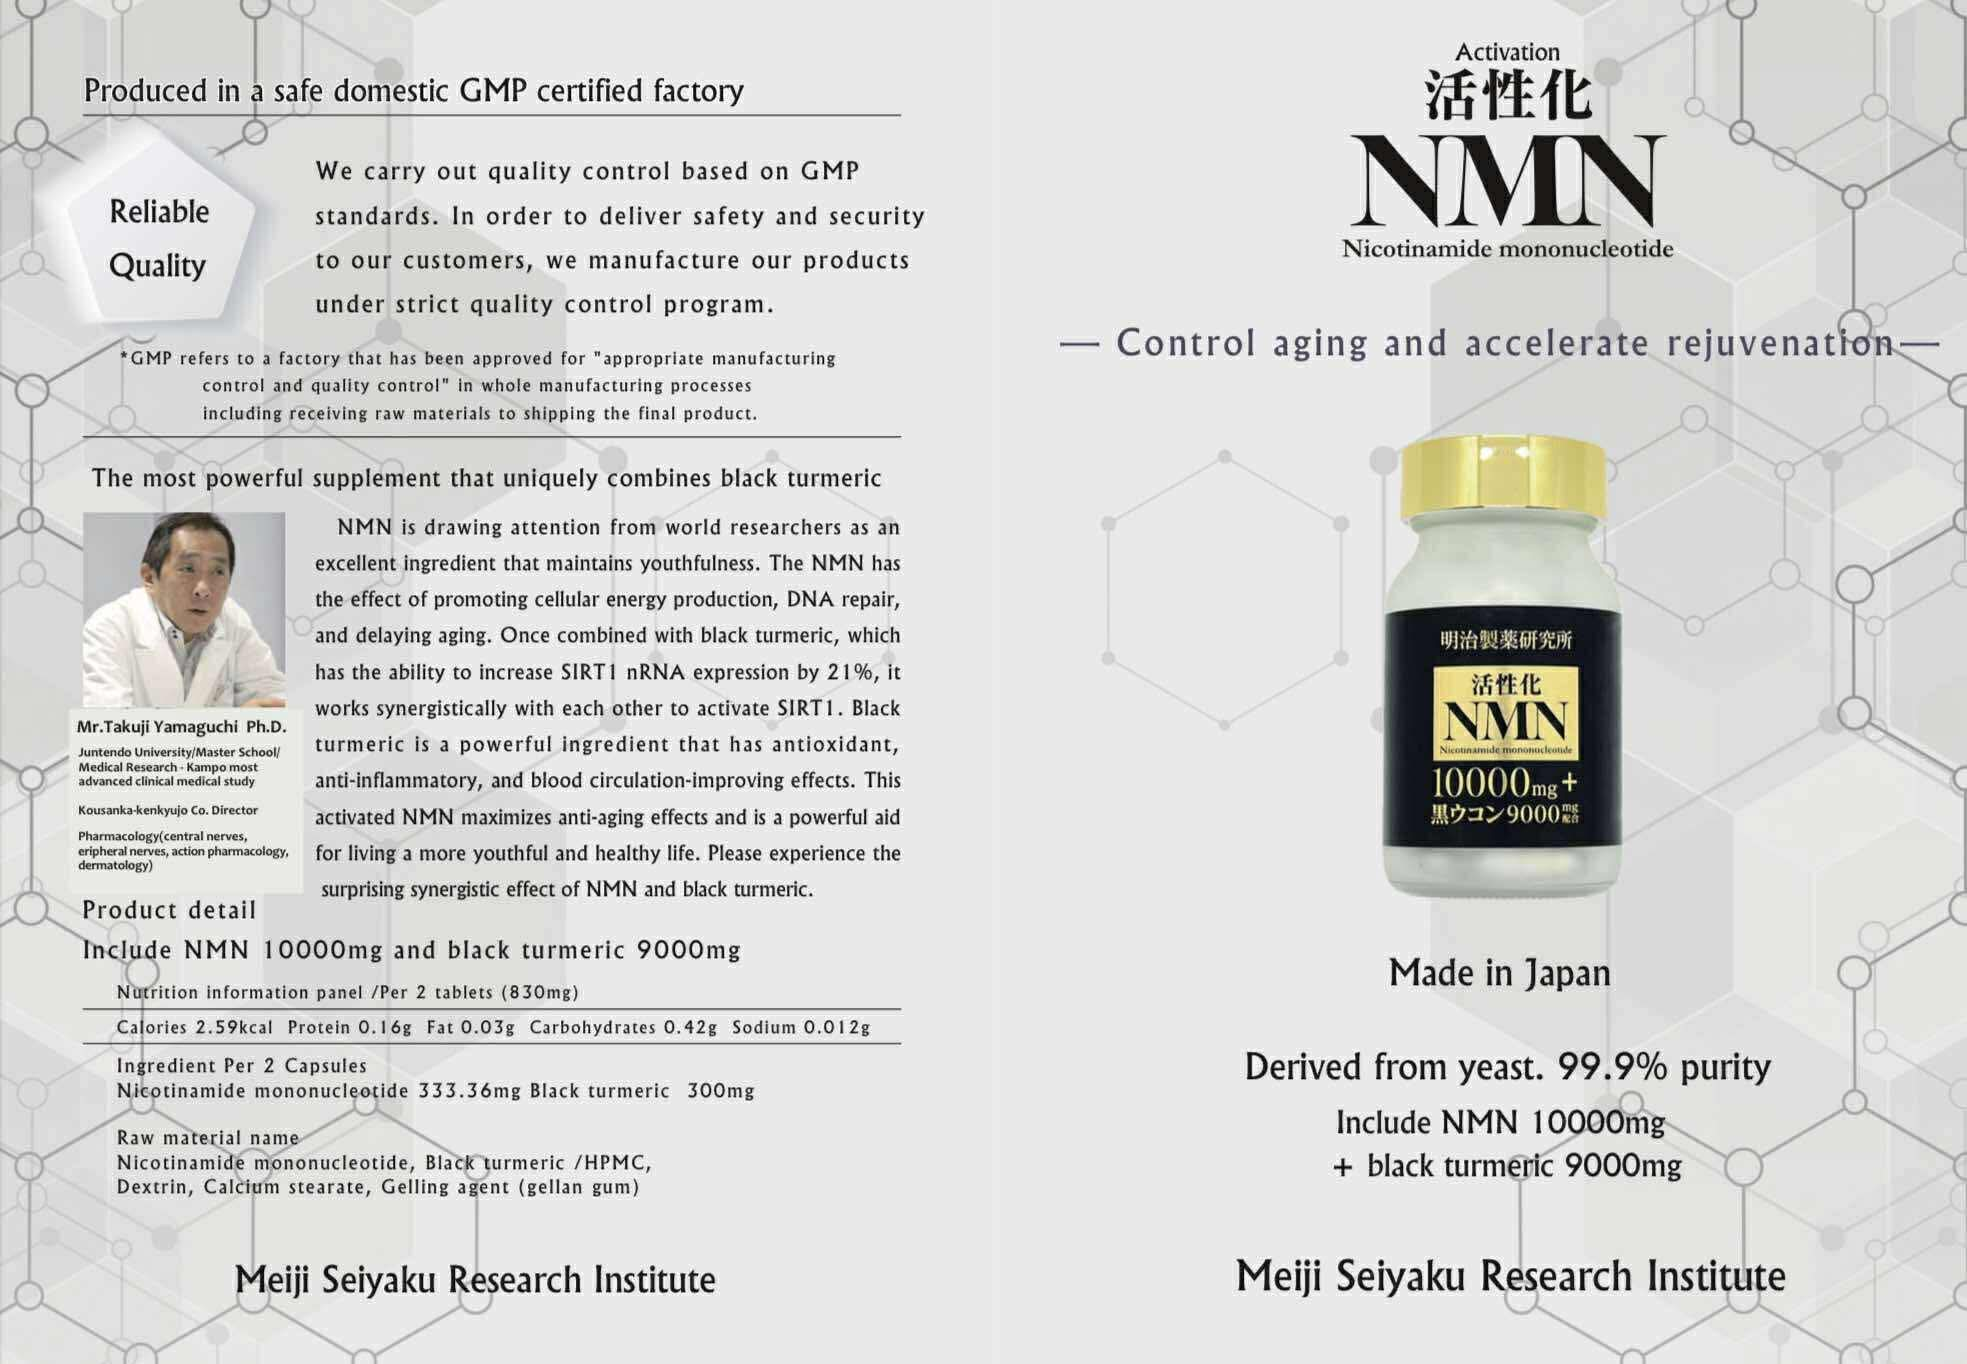 Produced in a safe domestic GMP certified factory
Reliable
Quality
We carry out quality control based on GMP
standards. In order to deliver safety and security
to our customers, we manufacture our products
under strict quality control program.
*GMP refers to a factory that has been approved for "appropriate manufacturing
control and quality control" in whole manufacturing processes
including receiving raw materials to shipping the final product.
The most powerful supplement that uniquely combines black turmeric
NMN is drawing attention from world researchers as an
excellent ingredient that maintains youthfulness. The NMN has
the effect of promoting cellular energy production, DNA repair,
and delaying aging. Once combined with black turmeric, which
has the ability to increase SIRT1 nRNA expression by 21%, it
works synergistically with each other to activate SIRT1. Black
turmeric is a powerful ingredient that has antioxidant,
anti-inflammatory, and blood circulation-improving effects. This
activated NMN maximizes anti-aging effects and is a powerful aid
for living a more youthful and healthy life. Please experience the
surprising synergistic effect of NMN and black turmeric.
Mr.Takuji Yamaguchi Ph.D.
Juntendo University/Master School/
Medical Research - Kampo most
advanced clinical medical study
Kousanka-kenkyujo Co. Director
Pharmacology(central nerves,
eripheral nerves, action pharmacology,
dermatology)
Product detail
Include NMN 10000mg and black turmeric 9000mg
Nutrition information panel /Per 2 tablets (830mg)
Calories 2.59kcal Protein 0.16g Fat 0.03g Carbohydrates 0.42g Sodium 0.012g
Ingredient Per 2 Capsules
Nicotinamide mononucleotide 333.36mg Black turmeric 300mg
Raw material name
Nicotinamide mononucleotide, Black turmeric /HPMC,
Dextrin, Calcium stearate, Gelling agent (gellan gum)
Meiji Seiyaku Research Institute
Activation
活性化
NMN
Nicotinamide mononucleotide
— Control aging and accelerate rejuvenation —
明治製薬研究所
活性化
NMN
Nicotinamide mononucleotide
10000mg+
黒ウコン9000mg配合
Made in Japan
Derived from yeast. 99.9% purity
Include NMN 10000mg
+ black turmeric 9000mg
Meiji Seiyaku Research Institute